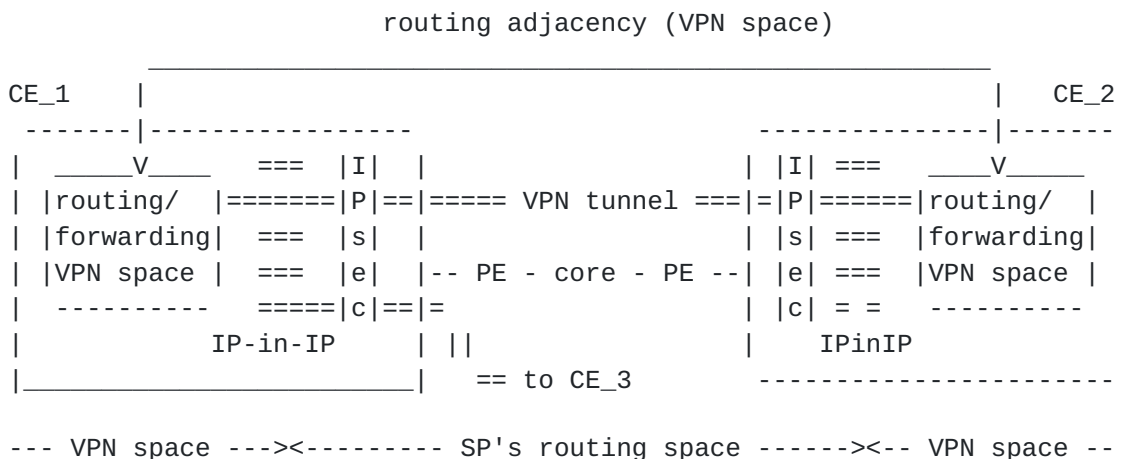 routing adjacency (VPN space)
CE_1 CE_2
V |I| |I| V
|routing/ |=======|P|==|===== VPN tunnel ===|=|P|======|routing/ |
|forwarding| === |s| | | |s| === |forwarding|
|VPN space | === |e| |-- PE - core - PE --| |e| === |VPN space |
---------- =====|c|==|= | |c| = = ----------
IP-in-IP | || | IPinIP
== to CE_3
--- VPN space ---><--------- SP's routing space ------><-- VPN space --